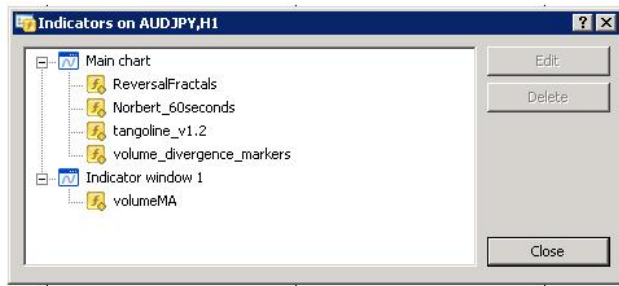 Indicators on AUDJPY,H1
Main chart
ReversalFractals
Norbert_60seconds
tangoline_v1.2
volume_divergence_markers
Indicator window 1
volumeMA
Edit
Delete
Close